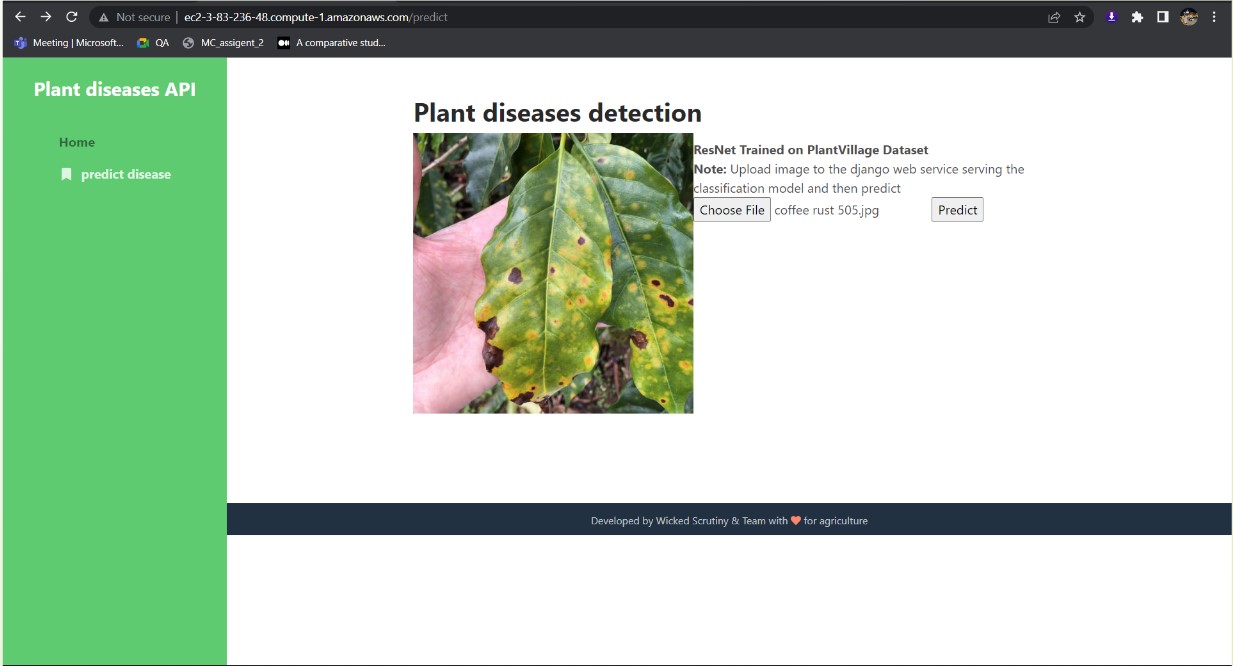 Not secure | ec2-3-83-236-48.compute-1.amazonaws.com/predict
Meeting | Microsoft... QA MC_assigent_2 A comparative stud...
Plant diseases API
Home
predict disease
Plant diseases detection
ResNet Trained on PlantVillage Dataset
Note: Upload image to the django web service serving the
classification model and then predict
Choose File coffee rust 505.jpg Predict
Developed by Wicked Scrutiny & Team with ❤ for agriculture